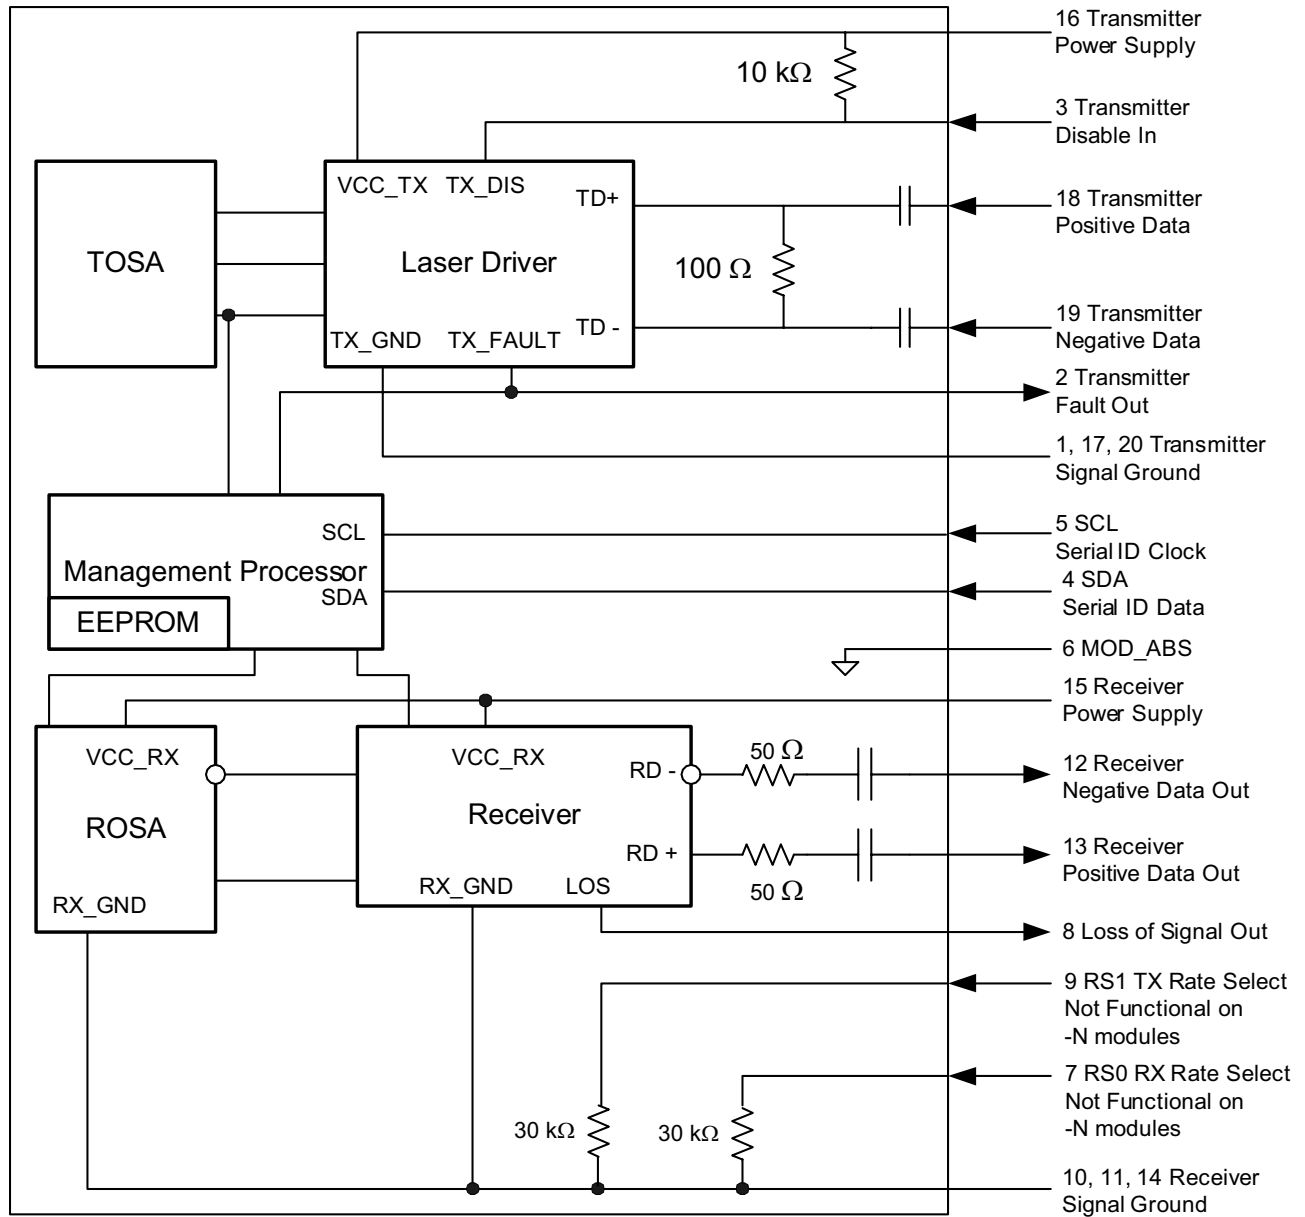 16 Transmitter
Power Supply
10 kΩ
3 Transmitter
Disable In
VCC_TX TX_DIS
TD+
18 Transmitter
Positive Data
TOSA
Laser Driver
100 Ω
TX_GND TX_FAULT
TD -
19 Transmitter
Negative Data
2 Transmitter
Fault Out
1, 17, 20 Transmitter
Signal Ground
SCL
5 SCL
Serial ID Clock
Management Processor
SDA
4 SDA
Serial ID Data
EEPROM
6 MOD_ABS
15 Receiver
Power Supply
VCC_RX
VCC_RX
RD -
50 Ω
12 Receiver
Negative Data Out
ROSA
Receiver
RD +
50 Ω
13 Receiver
Positive Data Out
RX_GND
RX_GND LOS
8 Loss of Signal Out
9 RS1 TX Rate Select
Not Functional on
-N modules
7 RS0 RX Rate Select
Not Functional on
-N modules
30 kΩ
30 kΩ
10, 11, 14 Receiver
Signal Ground